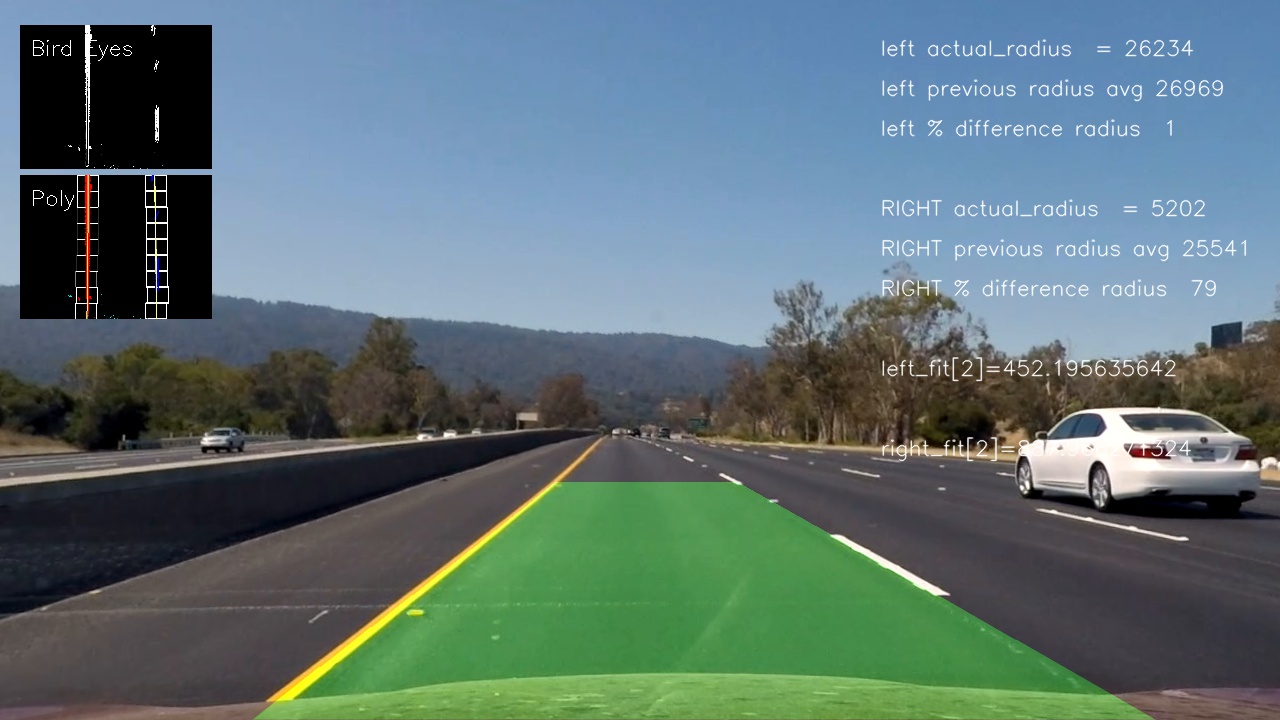 Bird Eyes
Poly
left actual_radius = 26234
left previous radius avg 26969
left % difference radius 1
RIGHT actual_radius = 5202
RIGHT previous radius avg 25541
RIGHT % difference radius 79
left_fit[2]=452.195635642